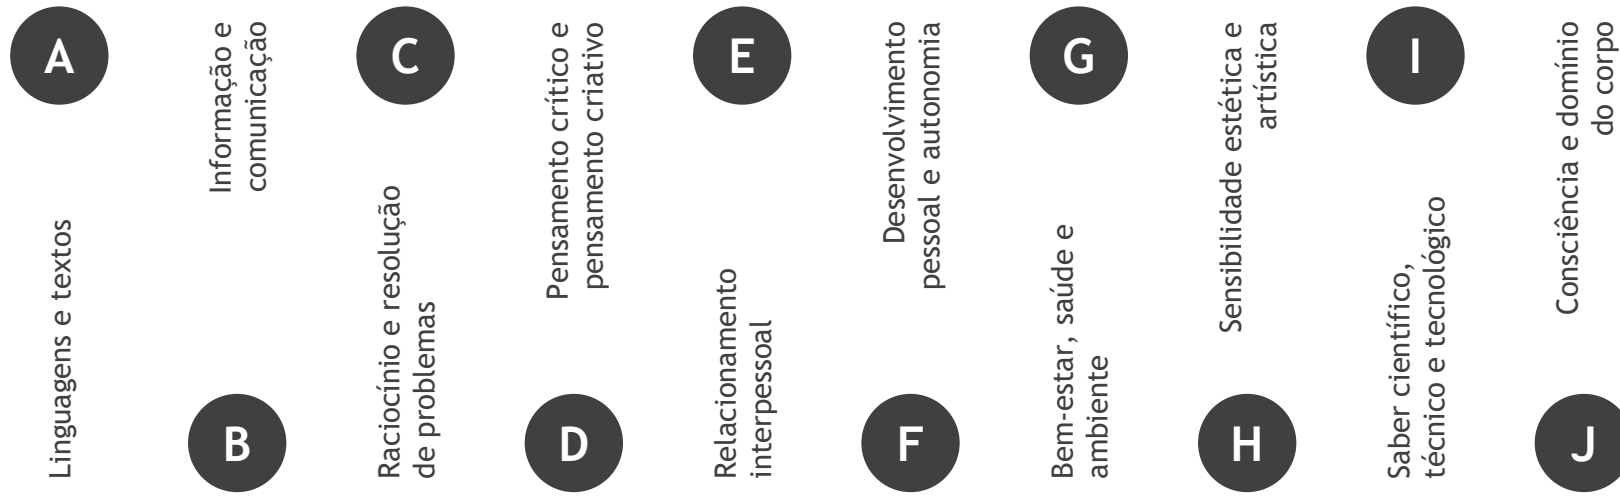 A
Linguagens e textos
Informação e
comunicação
B
C
Raciocínio e resolução
de problemas
Pensamento crítico e
pensamento criativo
D
E
Relacionamento
interpessoal
Desenvolvimento
pessoal e autonomia
F
G
Bem-estar, saúde e
ambiente
Sensibilidade estética e
artística
H
I
Saber científico,
técnico e tecnológico
Consciência e domínio
do corpo
J